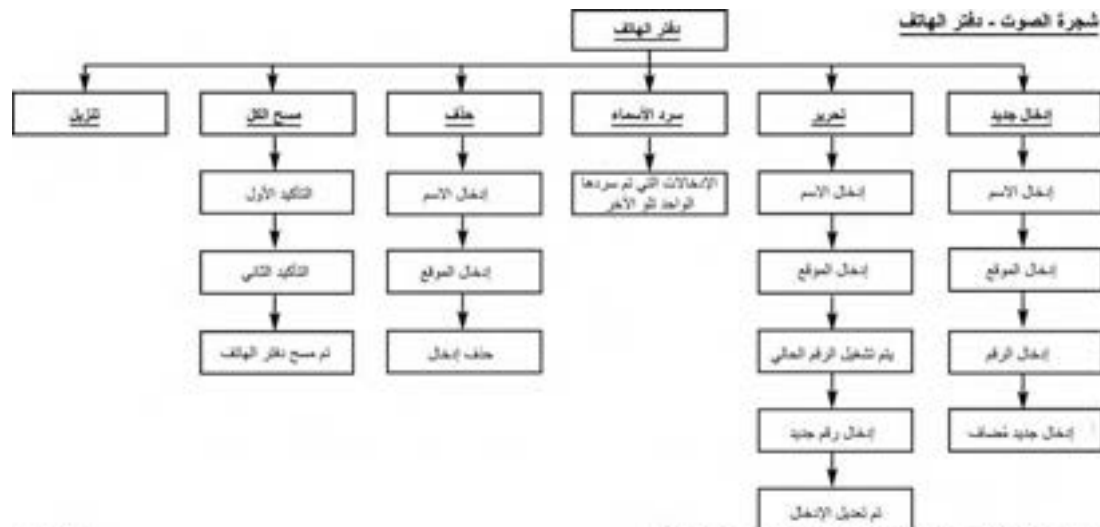 شجرة الصوت - دفتر الهاتف
دفتر الهاتف
إدخال جديد
تحرير
سرد الأسماء
حذف
مسح الكل
تنزيل
إدخال الاسم
إدخال الموقع
إدخال الرقم
إدخال جديد مُضاف
إدخال الاسم
إدخال الموقع
يتم تشغيل الرقم الحالي
إدخال رقم جديد
تم تعديل الإدخال
الإدخالات التي تم سردها
الواحد تلو الآخر
إدخال الاسم
إدخال الموقع
حذف إدخال
التأكيد الأول
التأكيد الثاني
تم مسح دفتر الهاتف